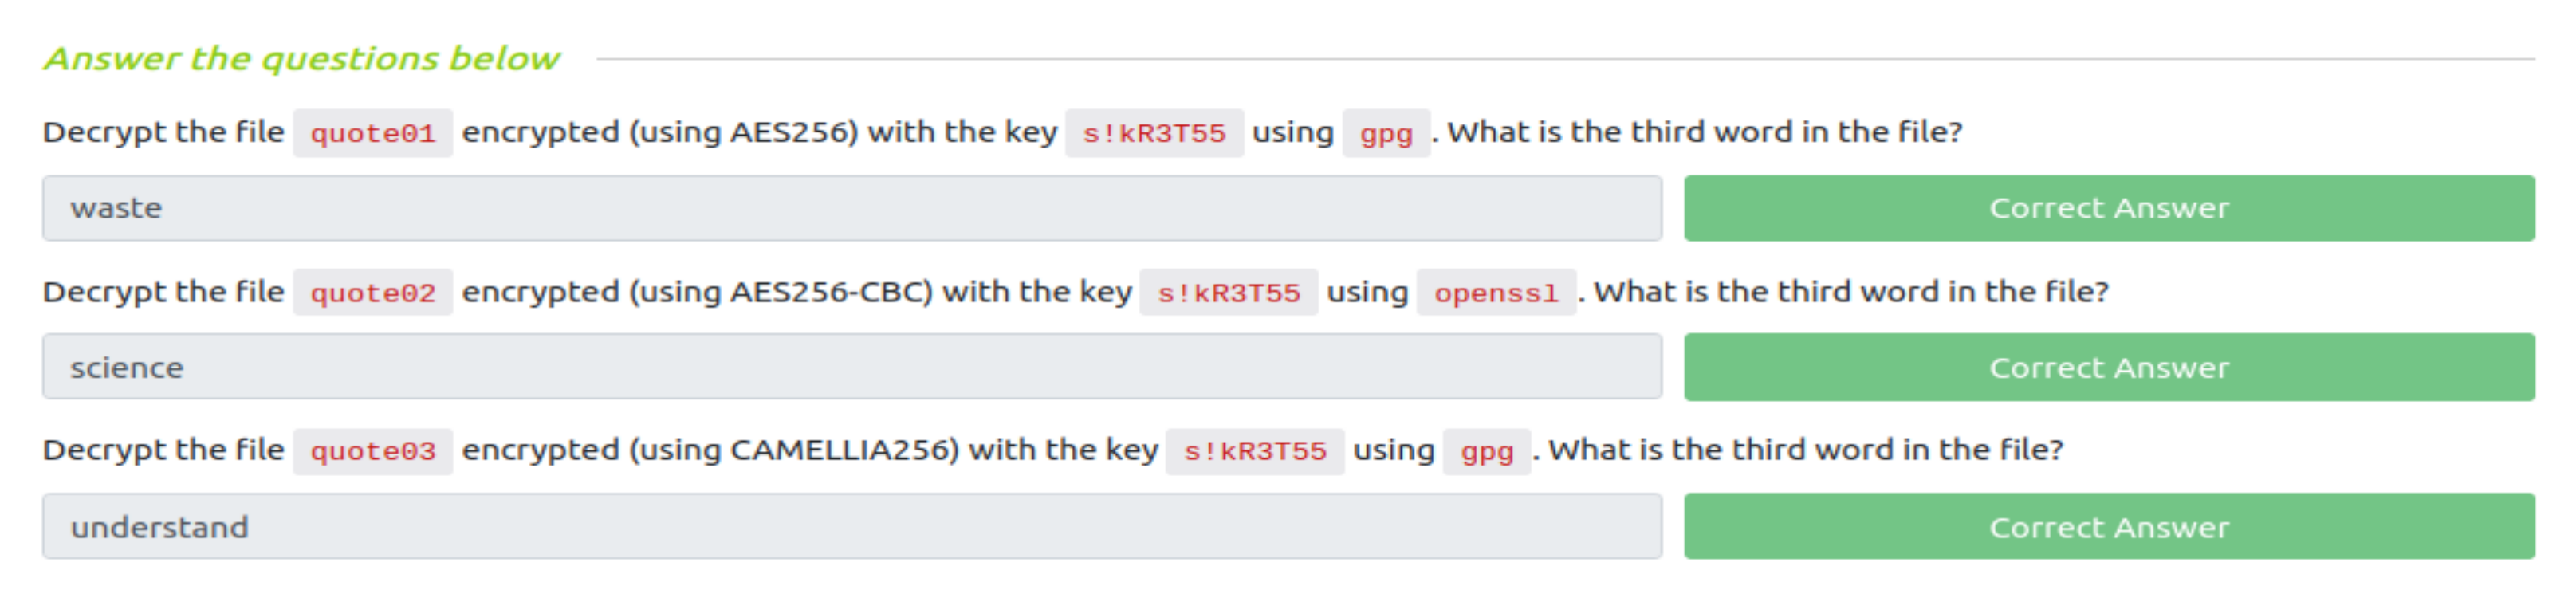 Answer the questions below
Decrypt the file quote01 encrypted (using AES256) with the key s!kR3T55 using gpg. What is the third word in the file?
waste Correct Answer
Decrypt the file quote02 encrypted (using AES256-CBC) with the key s!kR3T55 using openssl. What is the third word in the file?
science Correct Answer
Decrypt the file quote03 encrypted (using CAMELLIA256) with the key s!kR3T55 using gpg. What is the third word in the file?
understand Correct Answer